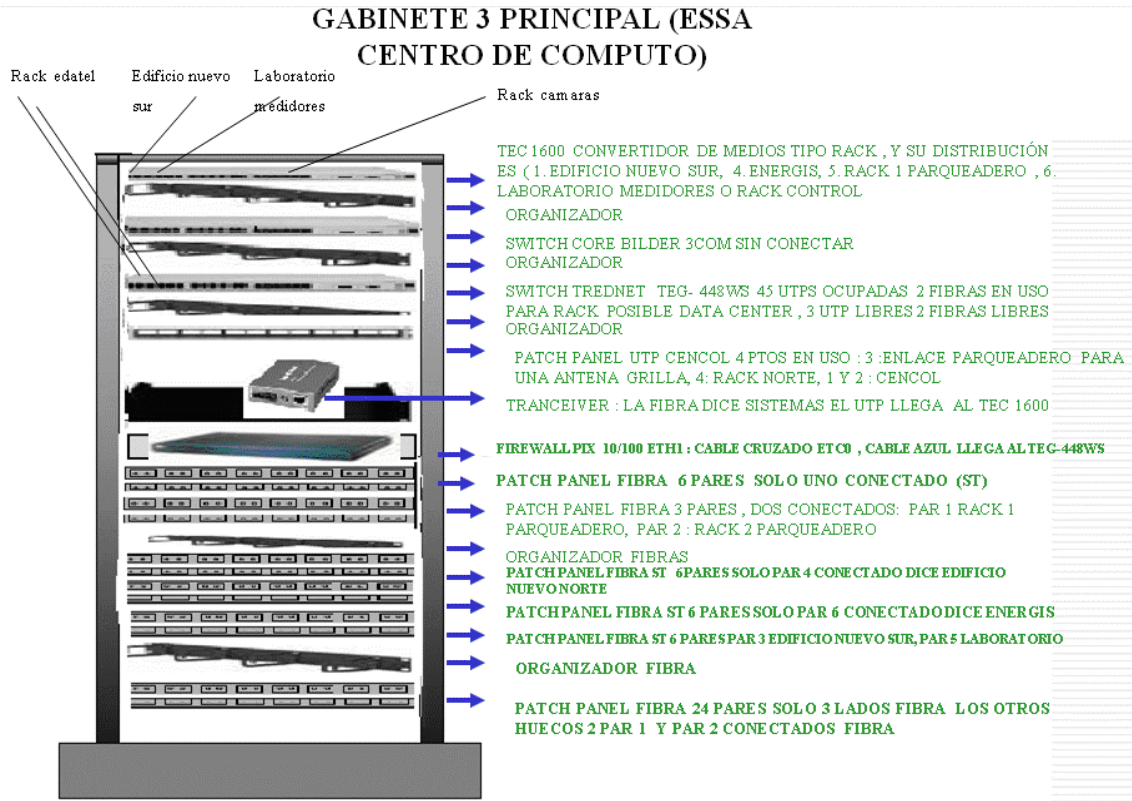 GABINETE 3 PRINCIPAL (ESSA
CENTRO DE COMPUTO)
Rack edatel
Edificio nuevo
sur
Laboratorio
medidores
Rack camaras
TEC 1600 CONVERTIDOR DE MEDIOS TIPO RACK , Y SU DISTRIBUCIÓN
ES ( 1. EDIFICIO NUEVO SUR, 4. ENERGIS, 5. RACK 1 PARQUEADERO , 6.
LABORATORIO MEDIDORES O RACK CONTROL
ORGANIZADOR
SWITCH CORE BILDER 3COM SIN CONECTAR
ORGANIZADOR
SWITCH TREDNET TEG- 448WS 45 UTPS OCUPADAS 2 FIBRAS EN USO
PARA RACK POSIBLE DATA CENTER , 3 UTP LIBRES 2 FIBRAS LIBRES
ORGANIZADOR
PATCH PANEL UTP CENCOL 4 PTOS EN USO : 3 :ENLACE PARQUEADERO PARA
UNA ANTENA GRILLA, 4: RACK NORTE, 1 Y 2 : CENCOL
TRANCEIVER : LA FIBRA DICE SISTEMAS EL UTP LLEGA AL TEC 1600
FIREWALL PIX 10/100 ETH1 : CABLE CRUZADO ETC0 , CABLE AZUL LLEGA AL TEG-448WS
PATCH PANEL FIBRA 6 PARES SOLO UNO CONECTADO (ST)
PATCH PANEL FIBRA 3 PARES , DOS CONECTADOS: PAR 1 RACK 1
PARQUEADERO, PAR 2 : RACK 2 PARQUEADERO
ORGANIZADOR FIBRAS
PATCH PANEL FIBRA ST 6PARES SOLO PAR 4 CONECTADO DICE EDIFICIO
NUEVO NORTE
PATCH PANEL FIBRA ST 6 PARES SOLO PAR 6 CONECTADO DICE ENERGIS
PATCH PANEL FIBRA ST 6 PARES PAR 3 EDIFICIO NUEVO SUR, PAR 5 LABORATORIO
ORGANIZADOR FIBRA
PATCH PANEL FIBRA 24 PARES SOLO 3 LADOS FIBRA LOS OTROS
HUECOS 2 PAR 1 Y PAR 2 CONECTADOS FIBRA